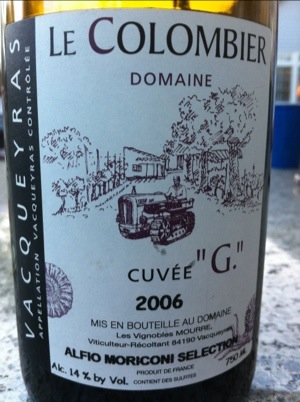 LE COLOMBIER
DOMAINE
VACQUEYRAS
APPELLATION VACQUEYRAS CONTRÔLÉE
CUVÉE "G."
2006
MIS EN BOUTEILLE AU DOMAINE
Les Vignobles MOURRE,
Viticulteur-Récoltant 84190-Vacqueyras
ALFIO MORICONI SELECTION
PRODUIT DE FRANCE
750 ML
Alc. 14 % by Vol.
CONTIENT DES SULFITES